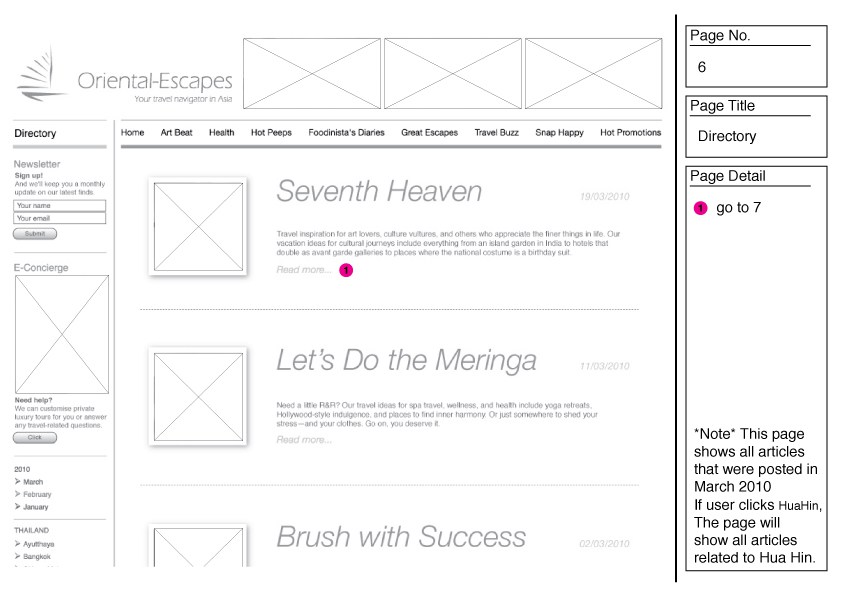 Oriental-Escapes
Your travel navigator in Asia
Directory
Home Art Beat Health Hot Peeps Foodinista's Diaries Great Escapes Travel Buzz Snap Happy Hot Promotions
Newsletter
Sign up!
And we'll keep you a monthly
update on our latest finds.
Your name
Your email
Submit
E-Concierge
Need help?
We can customise private
luxury tours for you or answer
any travel-related questions.
Click
2010
March
February
January
THAILAND
Ayutthaya
Bangkok
Seventh Heaven
19/03/2010
Travel inspiration for art lovers, culture vultures, and others who appreciate the finer things in life. Our
vacation ideas for cultural journeys include everything from an island garden in India to hotels that
double as avant garde galleries to places where the national costume is a birthday suit.
Read more... 1
Let's Do the Meringa
11/03/2010
Need a little R&R? Our travel ideas for spa travel, wellness, and health include yoga retreats,
Hollywood-style indulgence, and places to find inner harmony. Or just somewhere to shed your
stress—and your clothes. Go on, you deserve it.
Read more...
Brush with Success
02/03/2010
Page No.
6
Page Title
Directory
Page Detail
1 go to 7
*Note* This page
shows all articles
that were posted in
March 2010
If user clicks HuaHin,
The page will
show all articles
related to Hua Hin.